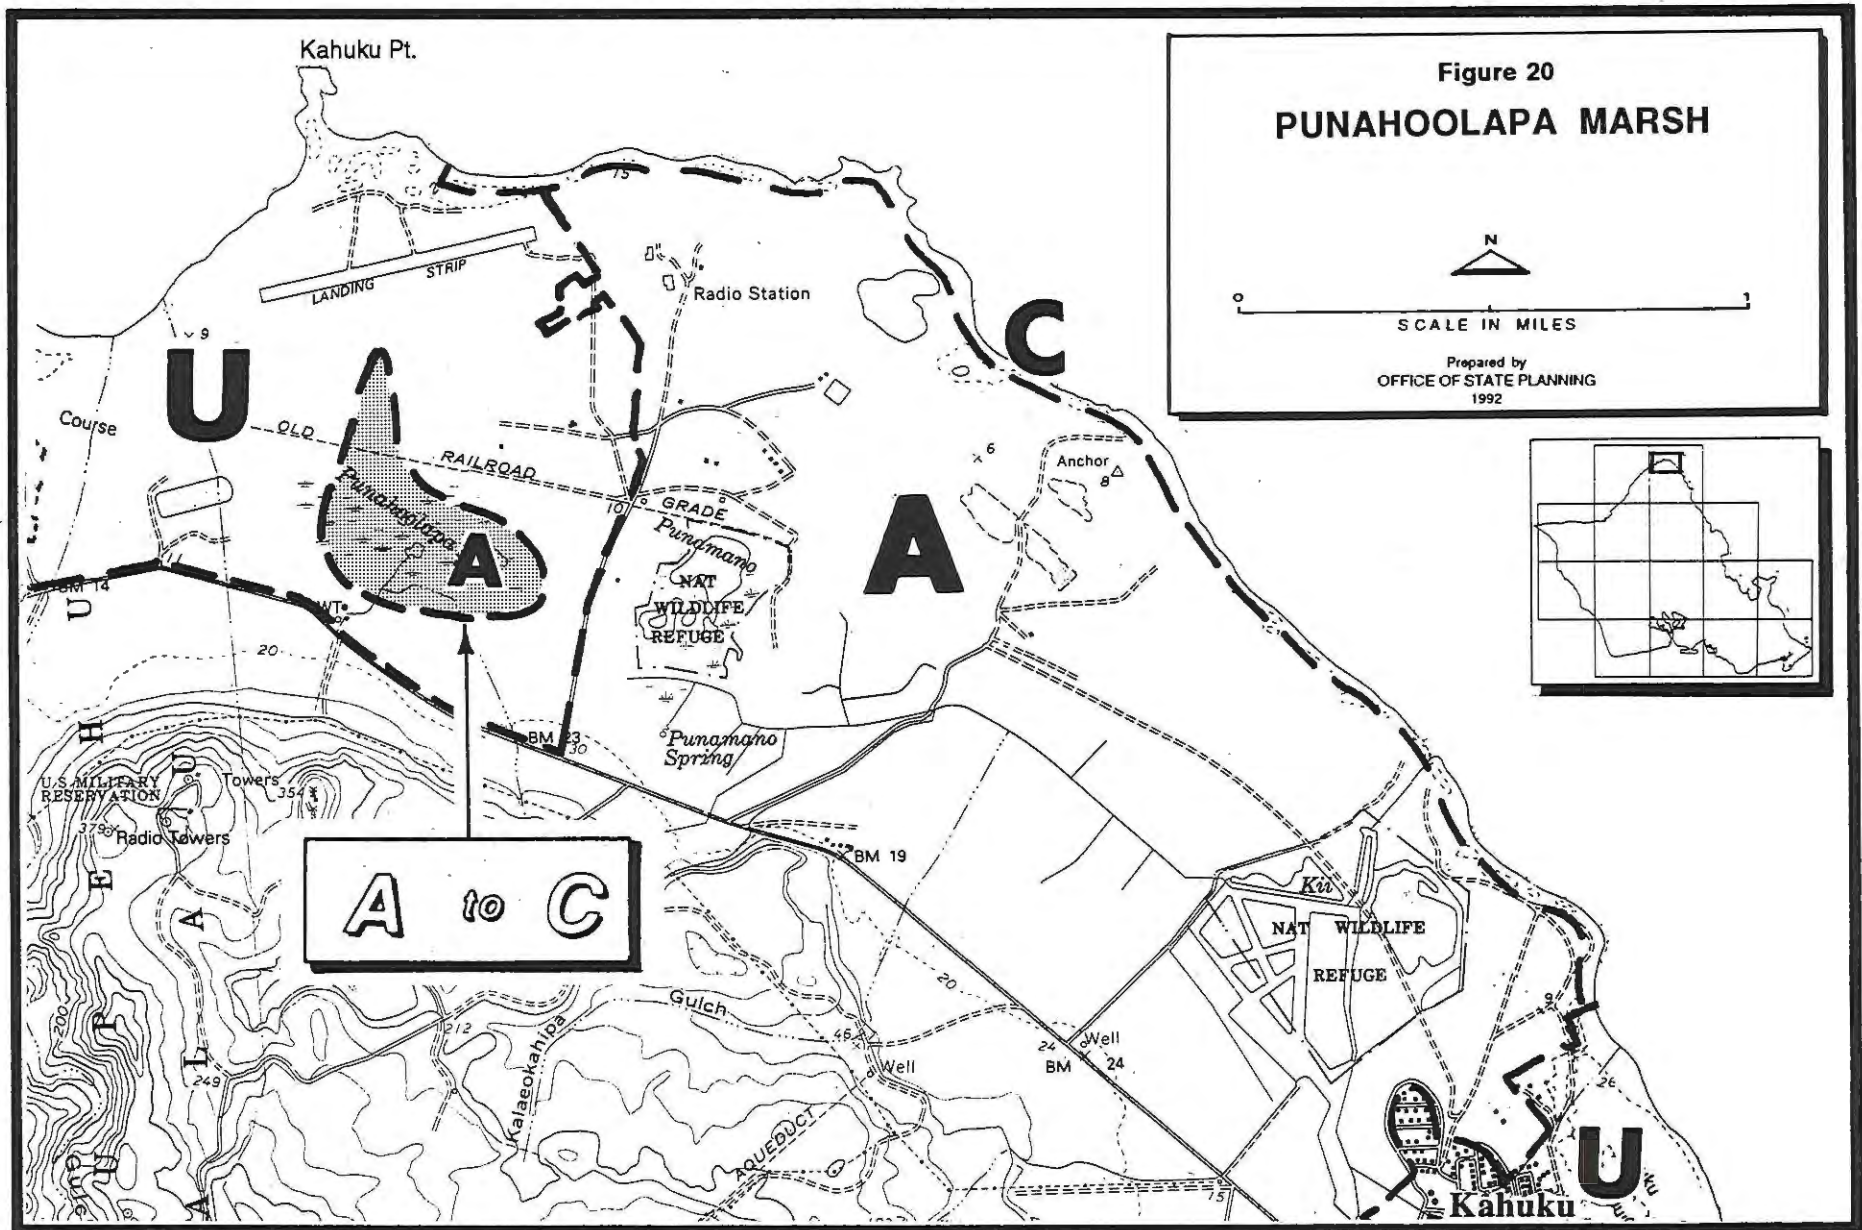 Kahuku Pt.
Figure 20
PUNAHOOLAPA MARSH
N
0 1
SCALE IN MILES
Prepared by
OFFICE OF STATE PLANNING
1992
15
LANDING STRIP
Radio Station
9
U
C
Course
OLD RAILROAD GRADE
6
Anchor
8
Punahoolapa
A
10
Punamano
NAT
WILDLIFE
REFUGE
A
BM 14
U
WT
20
BM 23
30
Punamano
Spring
H
U
U.S. MILITARY
RESERVATION
Towers
354
379
Radio Towers
BM 19
E
A
A to C
Kii
NAT WILDLIFE
REFUGE
200
P
L
249
212
Kalaeokahipa
Gulch
20
46
Well
24
Well
BM 24
26
AQUEDUCT
U
A
15
U
Kahuku